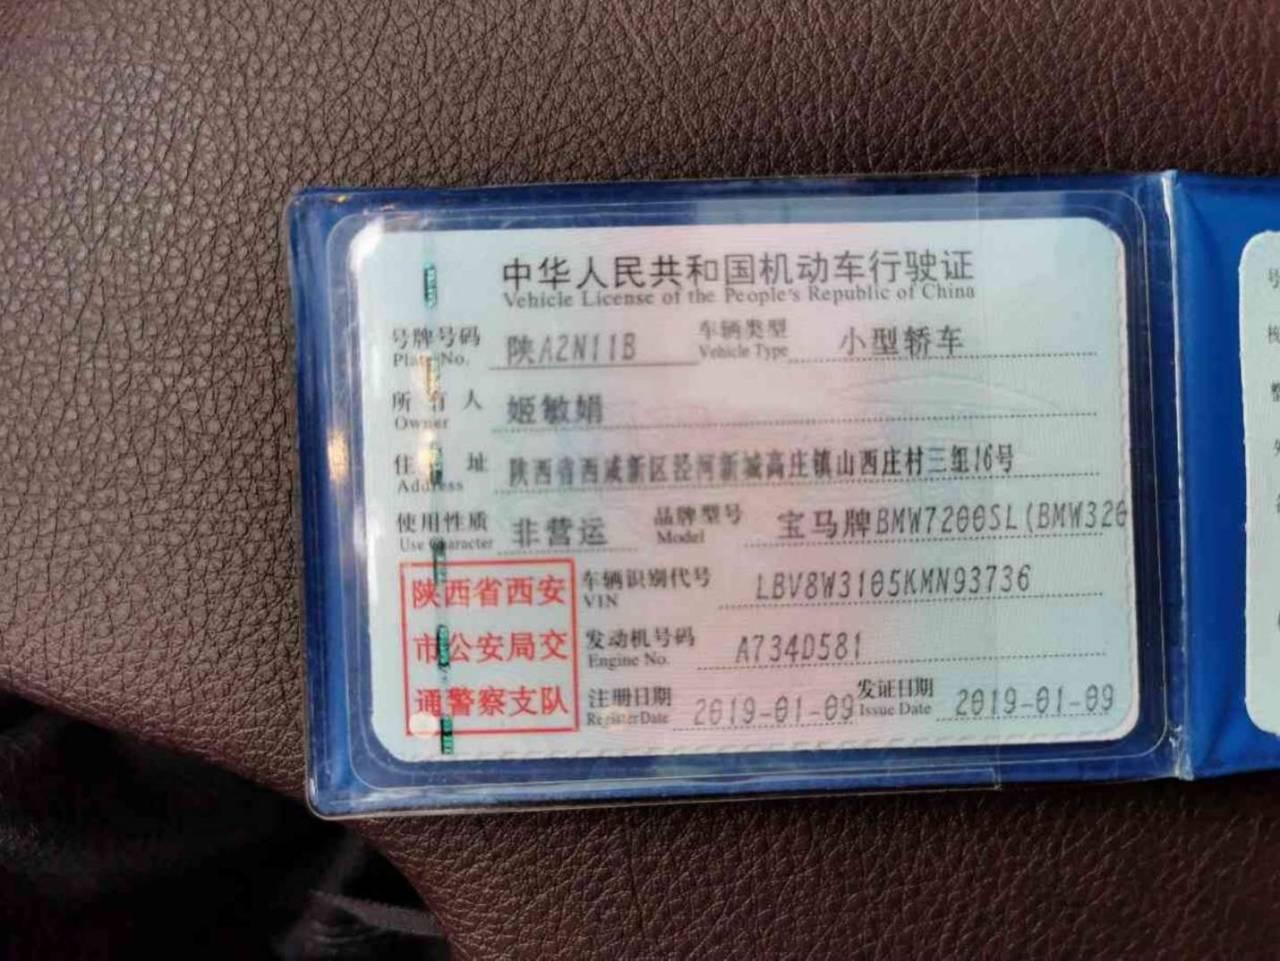 中华人民共和国机动车行驶证
Vehicle License of the People's Republic of China
号牌号码 陕A2N11B 车辆类型 小型轿车
Plate No. Vehicle Type
所有人 姬敏娟
Owner
住址 陕西省西咸新区泾河新城高庄镇山西庄村三组16号
Address
使用性质 非营运 品牌型号 宝马牌BMW7200SL(BMW320
Use Character Model
陕西省西安
市公安局交
通警察支队
车辆识别代号 LBV8W3105KMN93736
VIN
发动机号码 A734D581
Engine No.
注册日期 2019-01-09 发证日期 2019-01-09
Register Date Issue Date
号